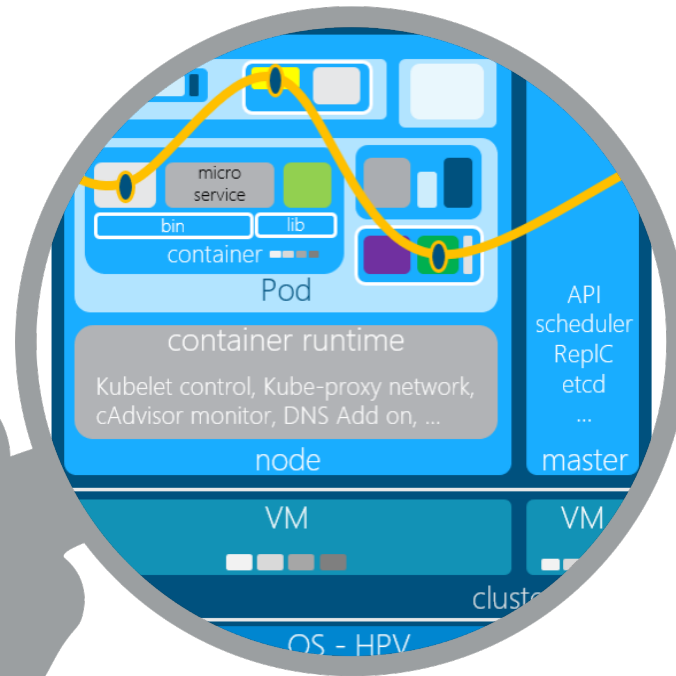 micro
service
bin
lib
container
Pod
container runtime
Kubelet control, Kube-proxy network,
cAdvisor monitor, DNS Add on, ...
node
API
scheduler
ReplC
etcd
...
master
VM
VM
OS - HPV